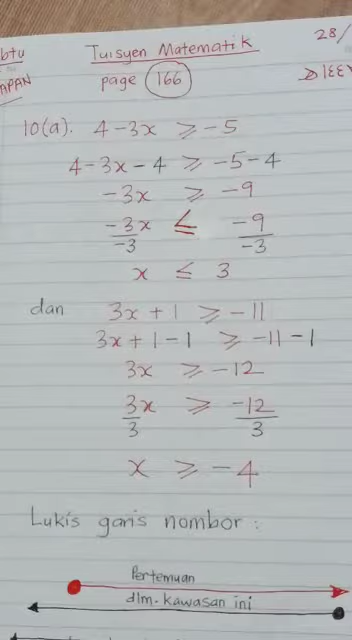 Tuisyen Matematik
28/
page 166
10(a). 4-3x ≥ -5
4-3x-4 ≥ -5-4
-3x ≥ -9
-3x/-3 ≤ -9/-3
x ≤ 3
dan 3x + 1 ≥ -11
3x + 1 - 1 ≥ -11 - 1
3x ≥ -12
3x/3 ≥ -12/3
x ≥ -4
Lukis garis nombor :
Pertemuan
dlm. kawasan ini